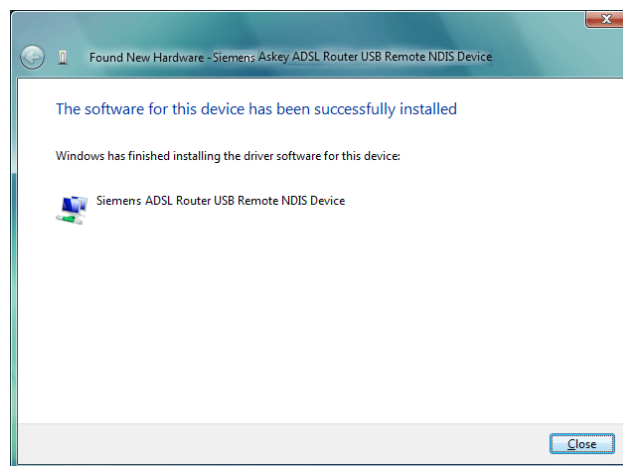 Found New Hardware - Siemens Askey ADSL Router USB Remote NDIS Device
The software for this device has been successfully installed
Windows has finished installing the driver software for this device:
Siemens ADSL Router USB Remote NDIS Device
Close